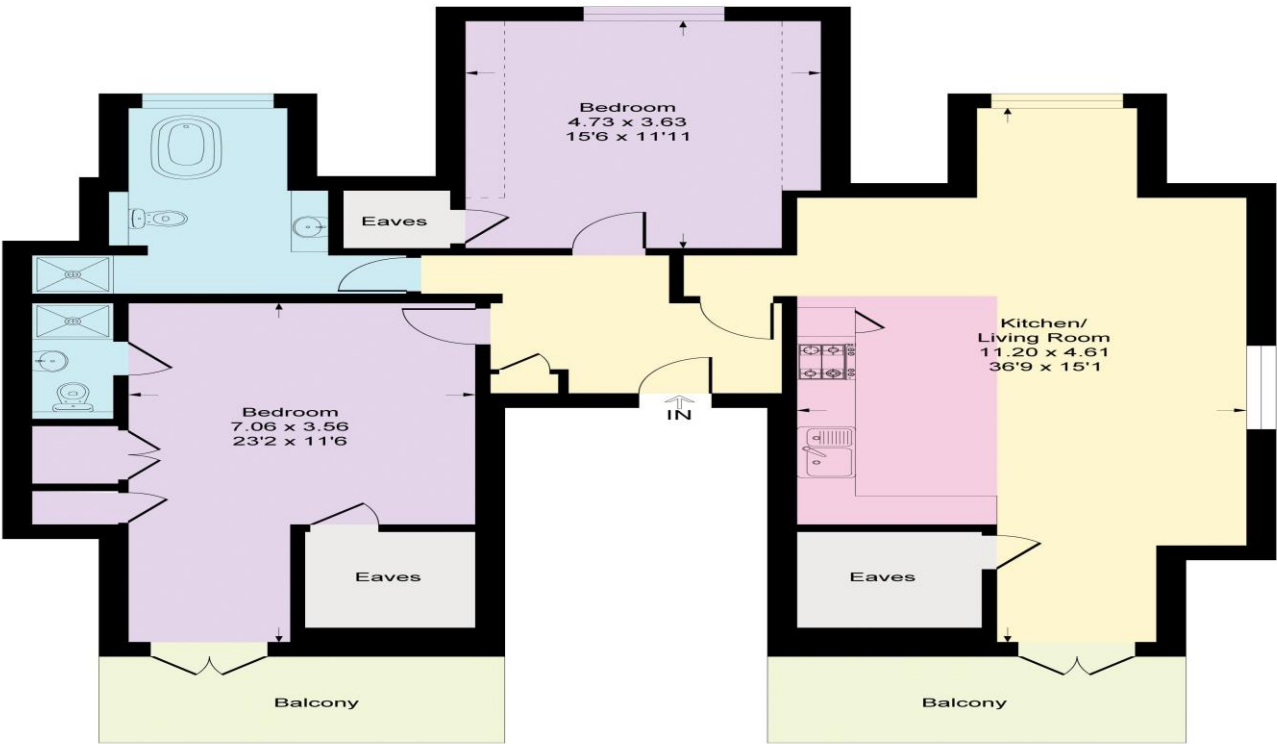 Bedroom
4.73 x 3.63
15'6 x 11'11
Eaves
Kitchen/
Living Room
11.20 x 4.61
36'9 x 15'1
Bedroom
7.06 x 3.56
23'2 x 11'6
IN
Eaves
Eaves
Balcony
Balcony